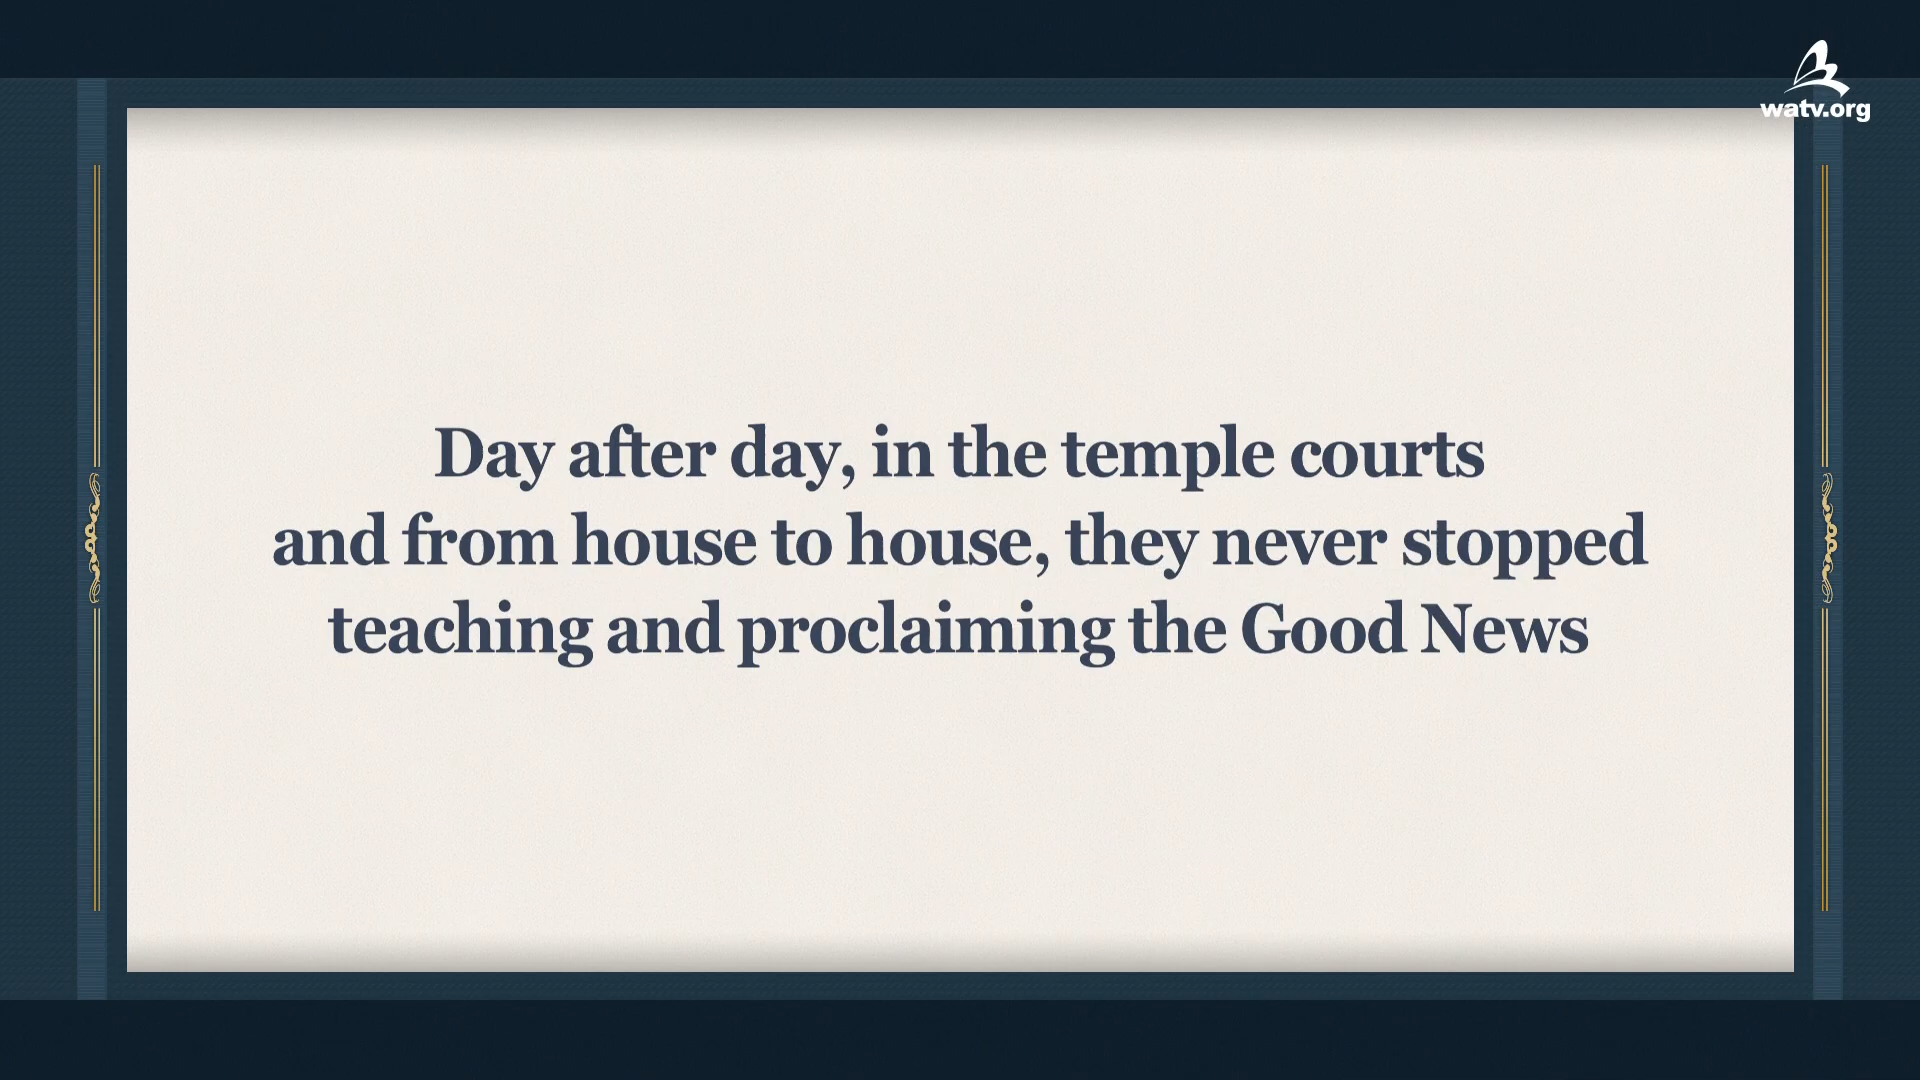 watv.org
Day after day, in the temple courts
and from house to house, they never stopped
teaching and proclaiming the Good News